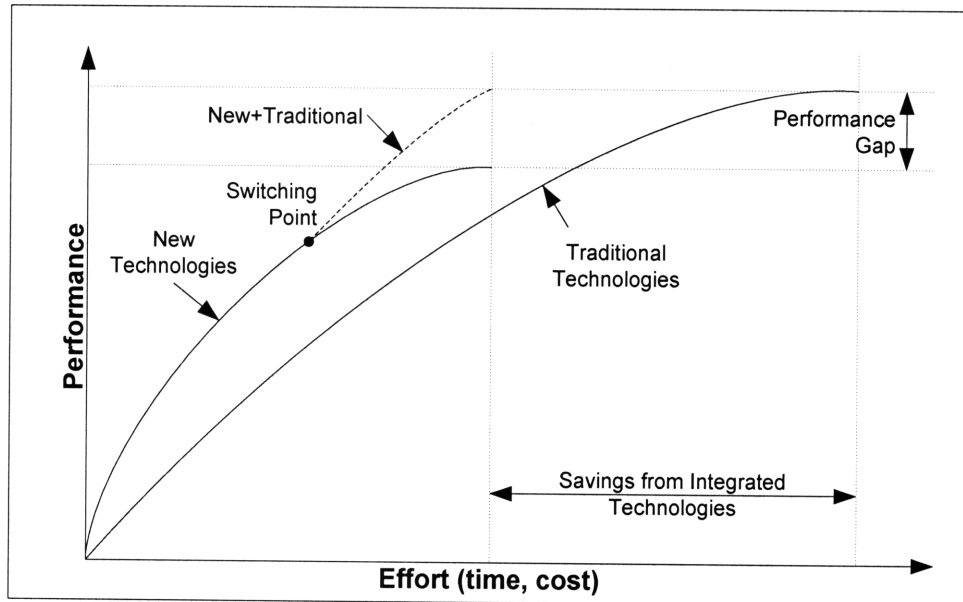 New+Traditional
Performance
Gap
Switching
Point
New
Technologies
Traditional
Technologies
Performance
Savings from Integrated
Technologies
Effort (time, cost)